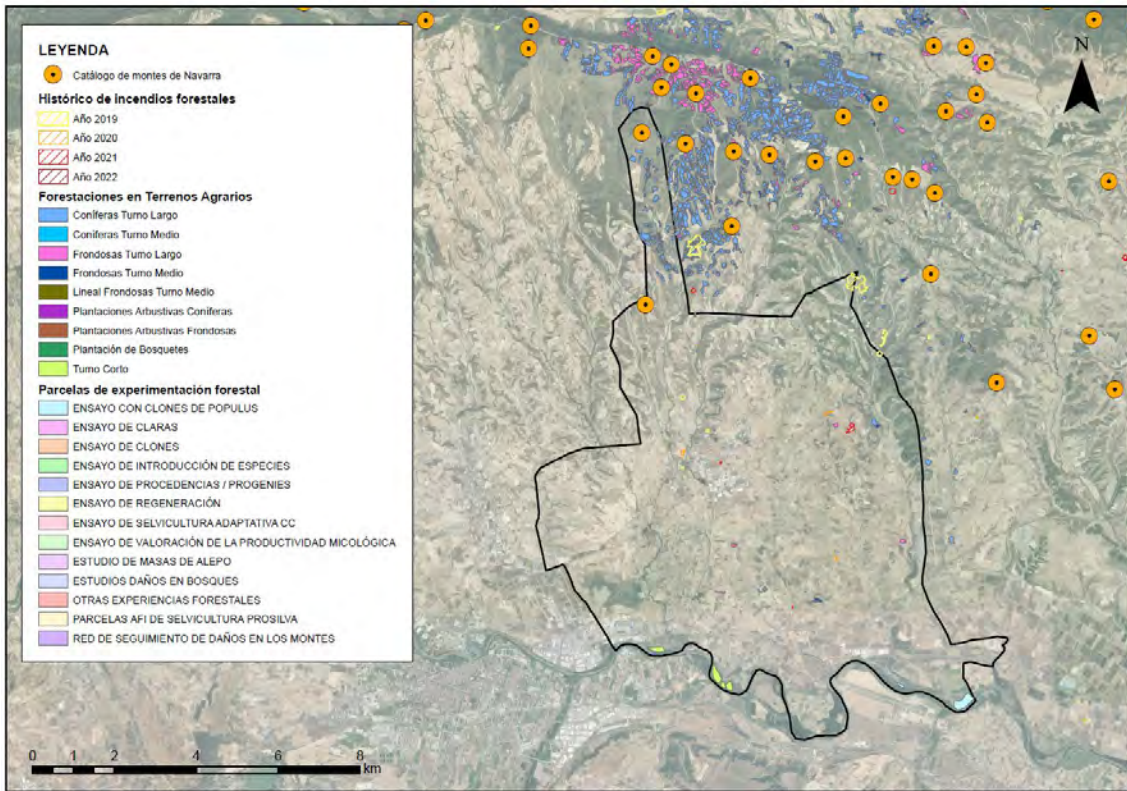 LEYENDA
Catálogo de montes de Navarra
Histórico de incendios forestales
Año 2019
Año 2020
Año 2021
Año 2022
Forestaciones en Terrenos Agrarios
Coníferas Turno Largo
Coníferas Turno Medio
Frondosas Turno Largo
Frondosas Turno Medio
Lineal Frondosas Turno Medio
Plantaciones Arbustivas Coníferas
Plantaciones Arbustivas Frondosas
Plantación de Bosquetes
Turno Corto
Parcelas de experimentación forestal
ENSAYO CON CLONES DE POPULUS
ENSAYO DE CLARAS
ENSAYO DE CLONES
ENSAYO DE INTRODUCCIÓN DE ESPECIES
ENSAYO DE PROCEDENCIAS / PROGENIES
ENSAYO DE REGENERACIÓN
ENSAYO DE SELVICULTURA ADAPTATIVA CC
ENSAYO DE VALORACIÓN DE LA PRODUCTIVIDAD MICOLÓGICA
ESTUDIO DE MASAS DE ALEPO
ESTUDIOS DAÑOS EN BOSQUES
OTRAS EXPERIENCIAS FORESTALES
PARCELAS AFI DE SELVICULTURA PROSILVA
RED DE SEGUIMIENTO DE DAÑOS EN LOS MONTES
N
0 1 2 4 6 8
km